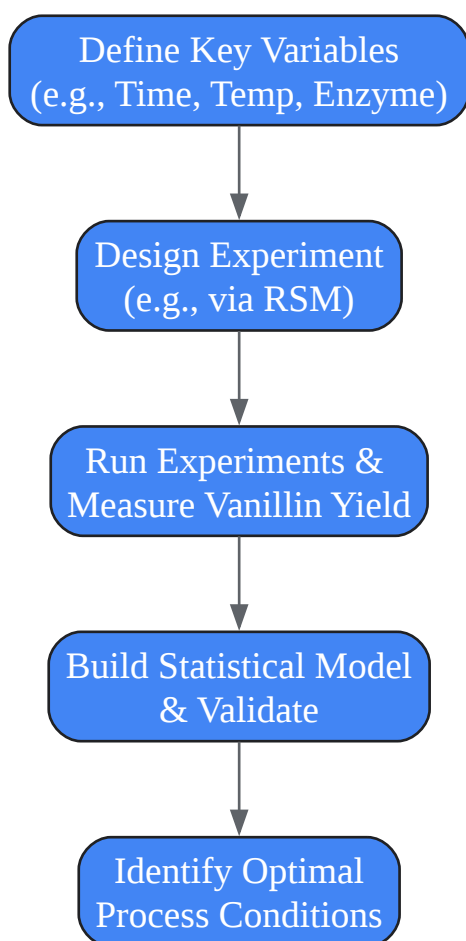 Define Key Variables
(e.g., Time, Temp, Enzyme)
Design Experiment
(e.g., via RSM)
Run Experiments &
Measure Vanillin Yield
Build Statistical Model
& Validate
Identify Optimal
Process Conditions